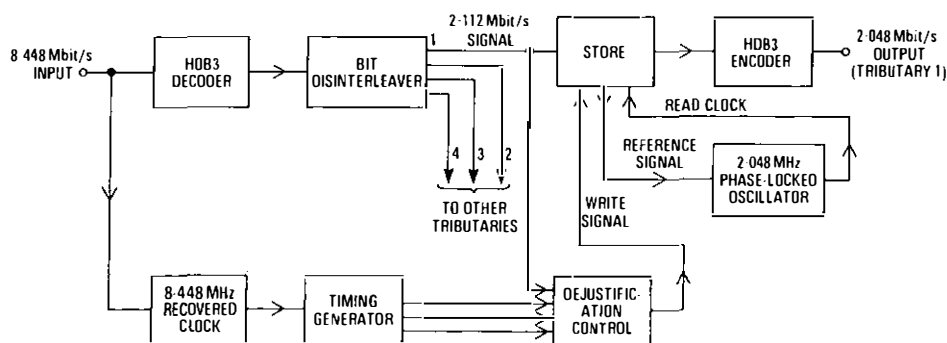 8·448 Mbit/s
INPUT
HDB3
DECODER
BIT
DISINTERLEAVER
1
2·112 Mbit/s
SIGNAL
STORE
HDB3
ENCODER
2·048 Mbit/s
OUTPUT
(TRIBUTARY 1)
READ CLOCK
4
3
2
REFERENCE
SIGNAL
2·048 MHz
PHASE-LOCKED
OSCILLATOR
TO OTHER
TRIBUTARIES
WRITE
SIGNAL
8·448 MHz
RECOVERED
CLOCK
TIMING
GENERATOR
DEJUSTIFIC-
ATION
CONTROL